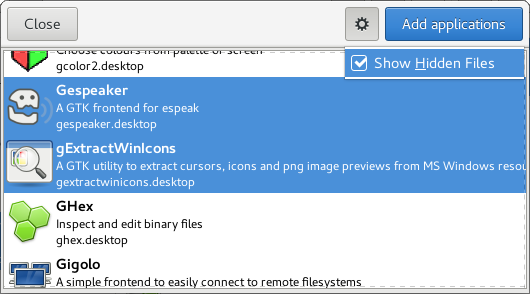 Close
Add applications
Show Hidden Files
Choose colours from palette or screen
gcolor2.desktop
Gespeaker
A GTK frontend for espeak
gespeaker.desktop
gExtractWinIcons
A GTK utility to extract cursors, icons and png image previews from MS Windows resou
gextractwinicons.desktop
GHex
Inspect and edit binary files
ghex.desktop
Gigolo
A simple frontend to easily connect to remote filesystems